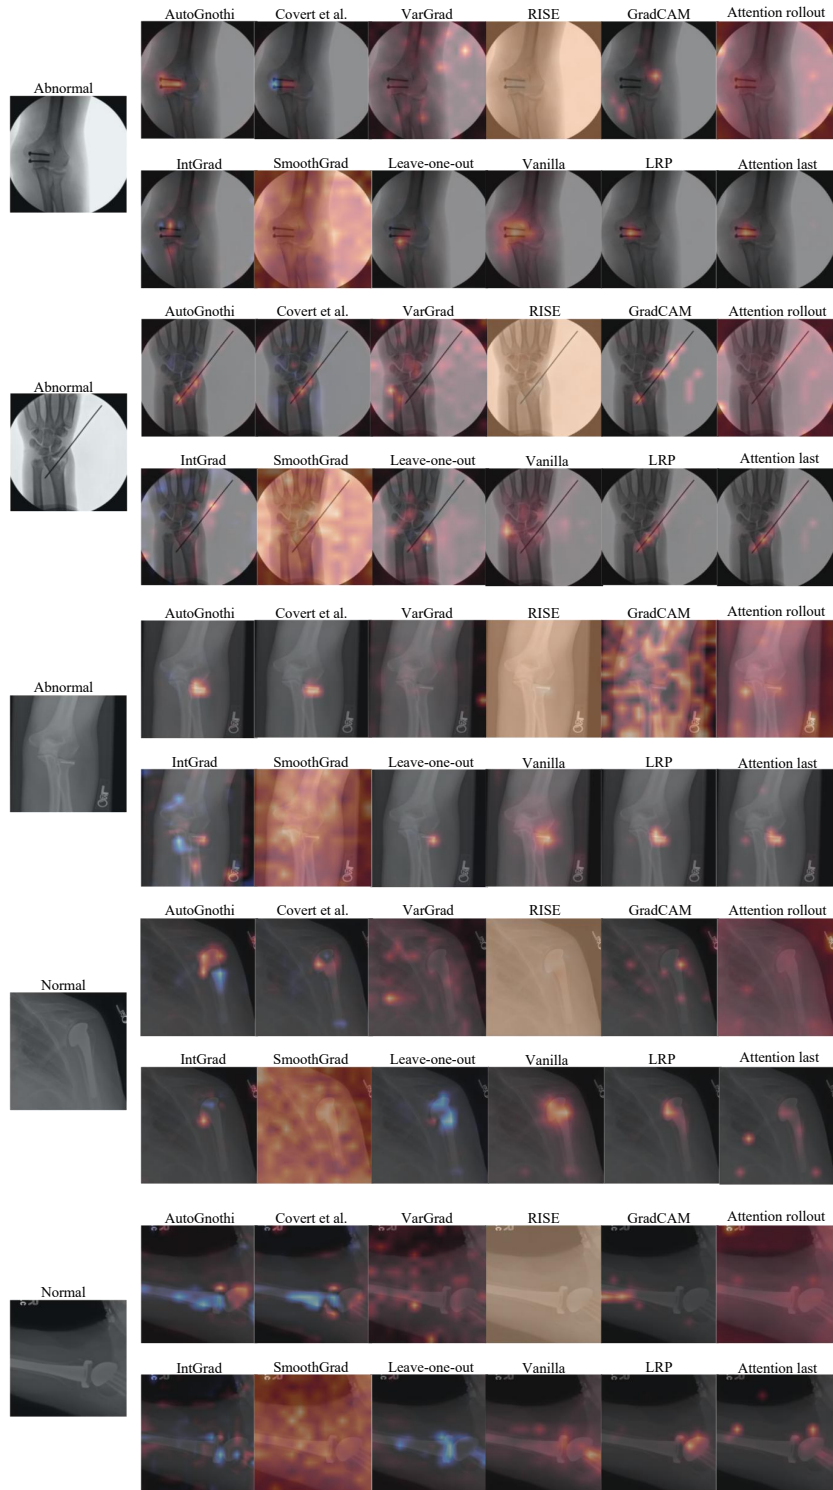 AutoGnothi Covert et al. VarGrad RISE GradCAM Attention rollout
Abnormal
IntGrad SmoothGrad Leave-one-out Vanilla LRP Attention last
AutoGnothi Covert et al. VarGrad RISE GradCAM Attention rollout
Abnormal
IntGrad SmoothGrad Leave-one-out Vanilla LRP Attention last
AutoGnothi Covert et al. VarGrad RISE GradCAM Attention rollout
Abnormal
IntGrad SmoothGrad Leave-one-out Vanilla LRP Attention last
AutoGnothi Covert et al. VarGrad RISE GradCAM Attention rollout
Normal
IntGrad SmoothGrad Leave-one-out Vanilla LRP Attention last
AutoGnothi Covert et al. VarGrad RISE GradCAM Attention rollout
Normal
IntGrad SmoothGrad Leave-one-out Vanilla LRP Attention last